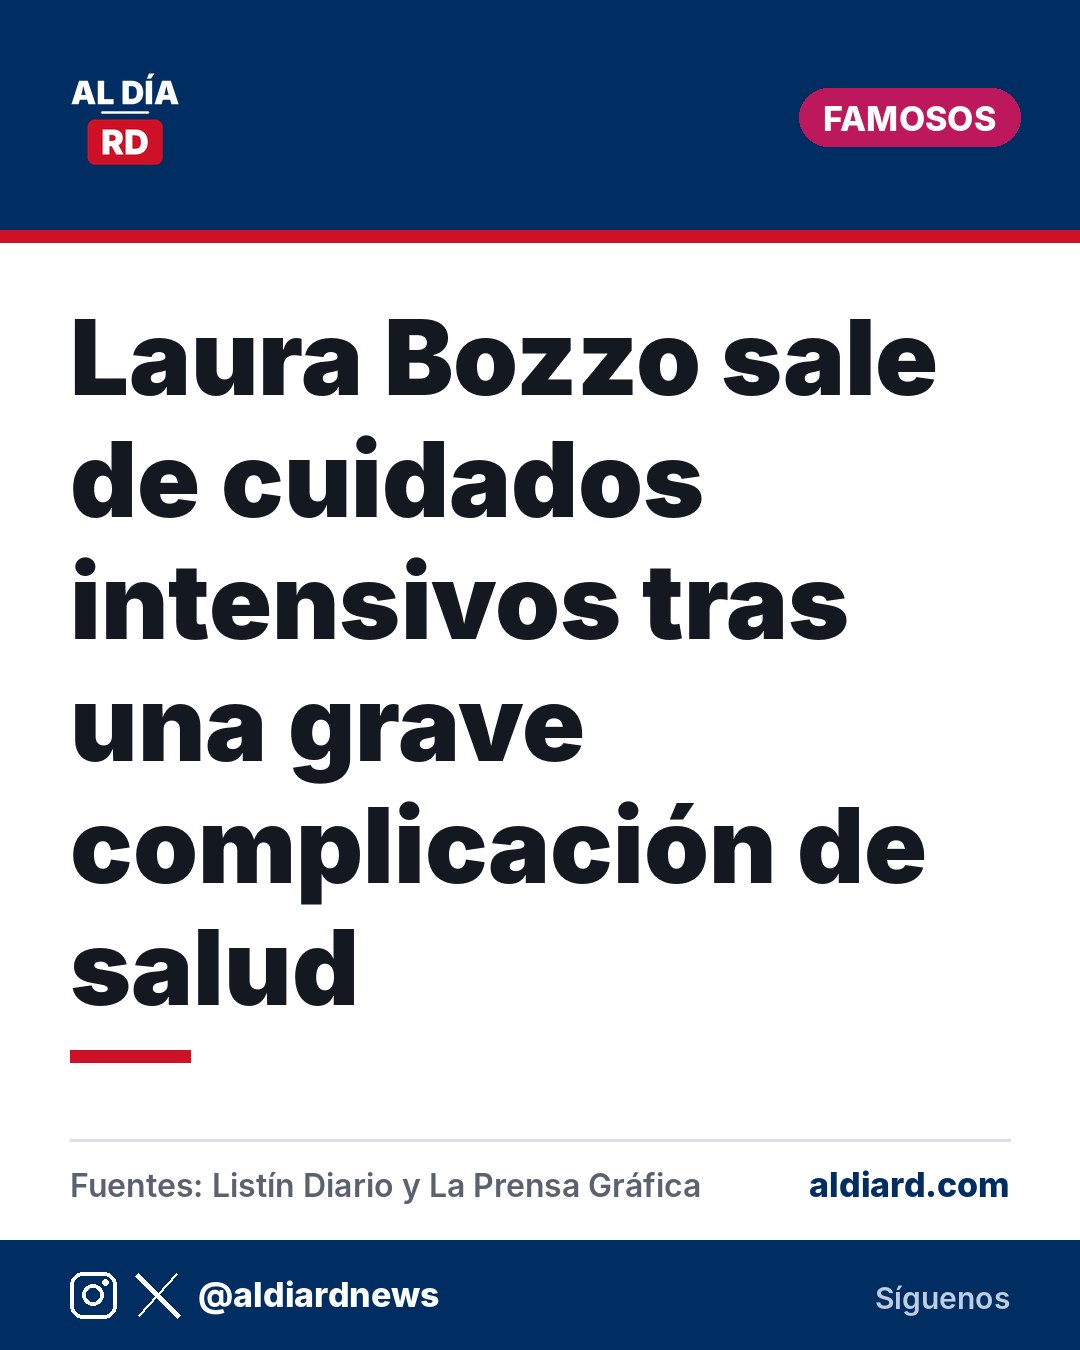 AL DÍA
RD
FAMOSOS
Laura Bozzo sale
de cuidados
intensivos tras
una grave
complicación de
salud
Fuentes: Listín Diario y La Prensa Gráfica
aldiard.com
@aldiardnews
Síguenos